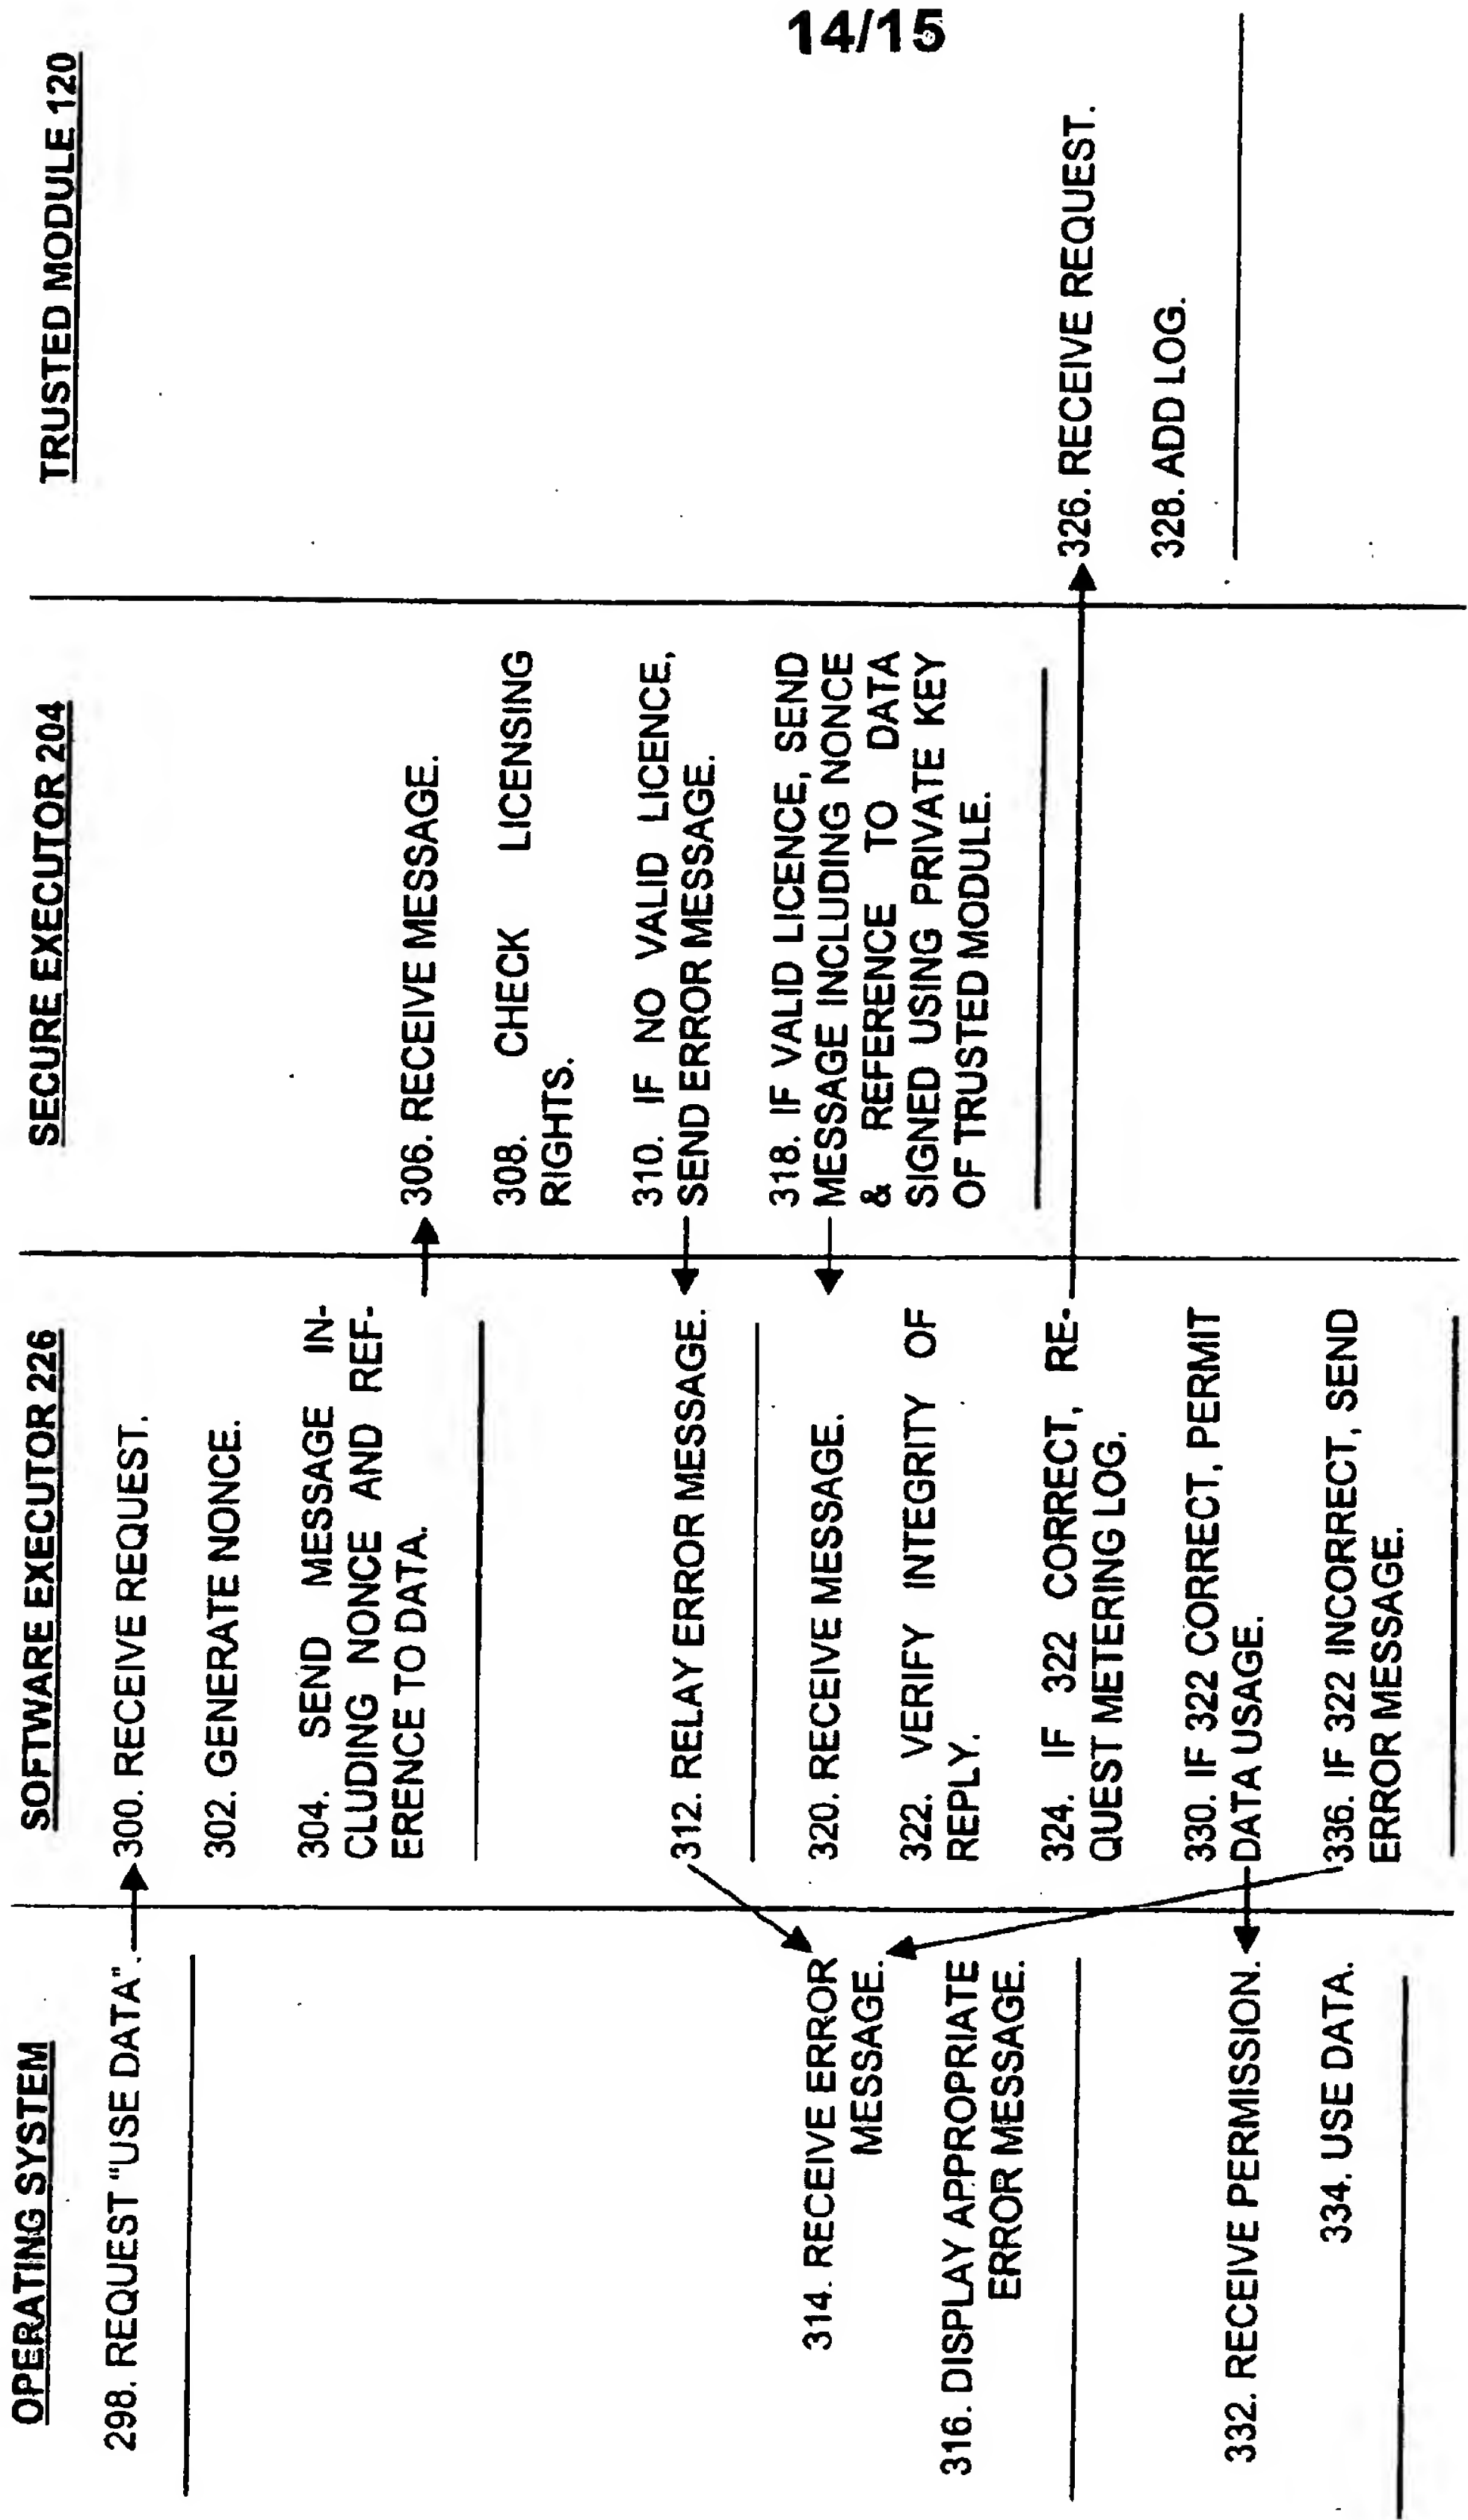 14/15
OPERATING SYSTEM
298. REQUEST "USE DATA".
314. RECEIVE ERROR
MESSAGE.
316. DISPLAY APPROPRIATE
ERROR MESSAGE.
332. RECEIVE PERMISSION.
334. USE DATA.
SOFTWARE EXECUTOR 226
300. RECEIVE REQUEST.
302. GENERATE NONCE.
304. SEND MESSAGE IN-
CLUDING NONCE AND REF-
ERENCE TO DATA.
312. RELAY ERROR MESSAGE.
320. RECEIVE MESSAGE.
322. VERIFY INTEGRITY OF
REPLY.
324. IF 322 CORRECT, RE-
QUEST METERING LOG.
330. IF 322 CORRECT, PERMIT
DATA USAGE.
336. IF 322 INCORRECT, SEND
ERROR MESSAGE.
SECURE EXECUTOR 204
306. RECEIVE MESSAGE.
308. CHECK LICENSING
RIGHTS.
310. IF NO VALID LICENCE,
SEND ERROR MESSAGE.
318. IF VALID LICENCE, SEND
MESSAGE INCLUDING NONCE
& REFERENCE TO DATA
SIGNED USING PRIVATE KEY
OF TRUSTED MODULE.
TRUSTED MODULE 120
326. RECEIVE REQUEST.
328. ADD LOG.